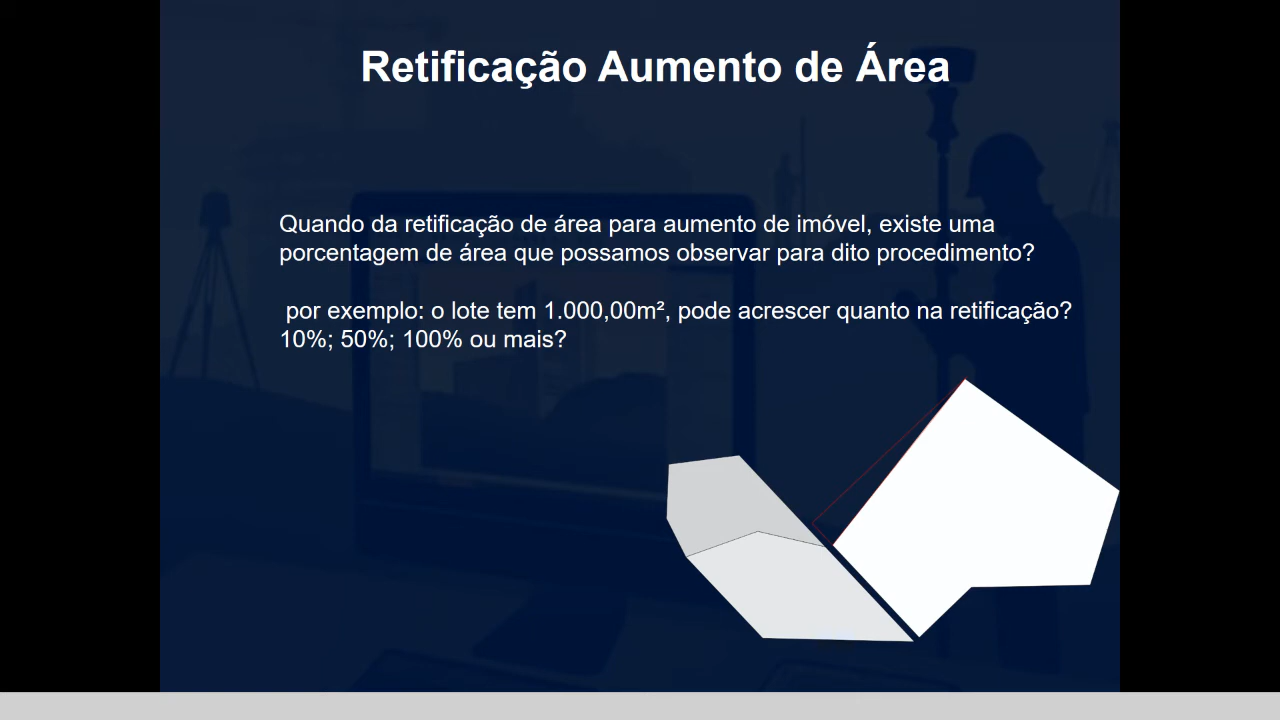 Retificação Aumento de Área
Quando da retificação de área para aumento de imóvel, existe uma
porcentagem de área que possamos observar para dito procedimento?
por exemplo: o lote tem 1.000,00m², pode acrescer quanto na retificação?
10%; 50%; 100% ou mais?